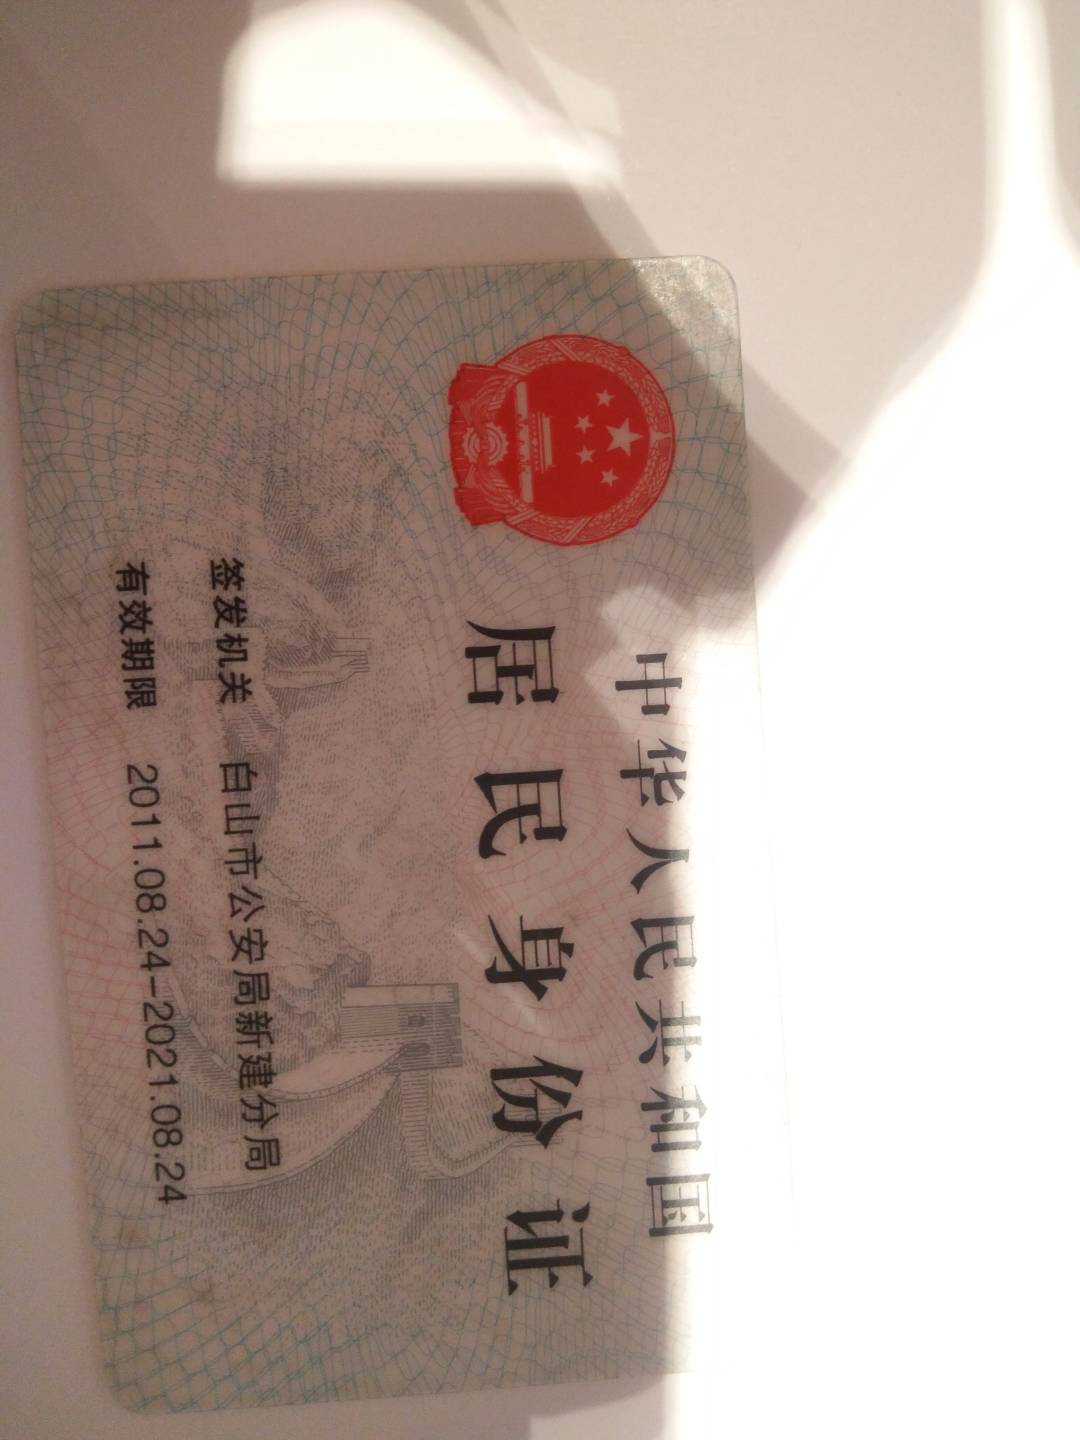 中华人民共和国
居民身份证
签发机关 白山市公安局新建分局
有效期限 2011.08.24-2021.08.24